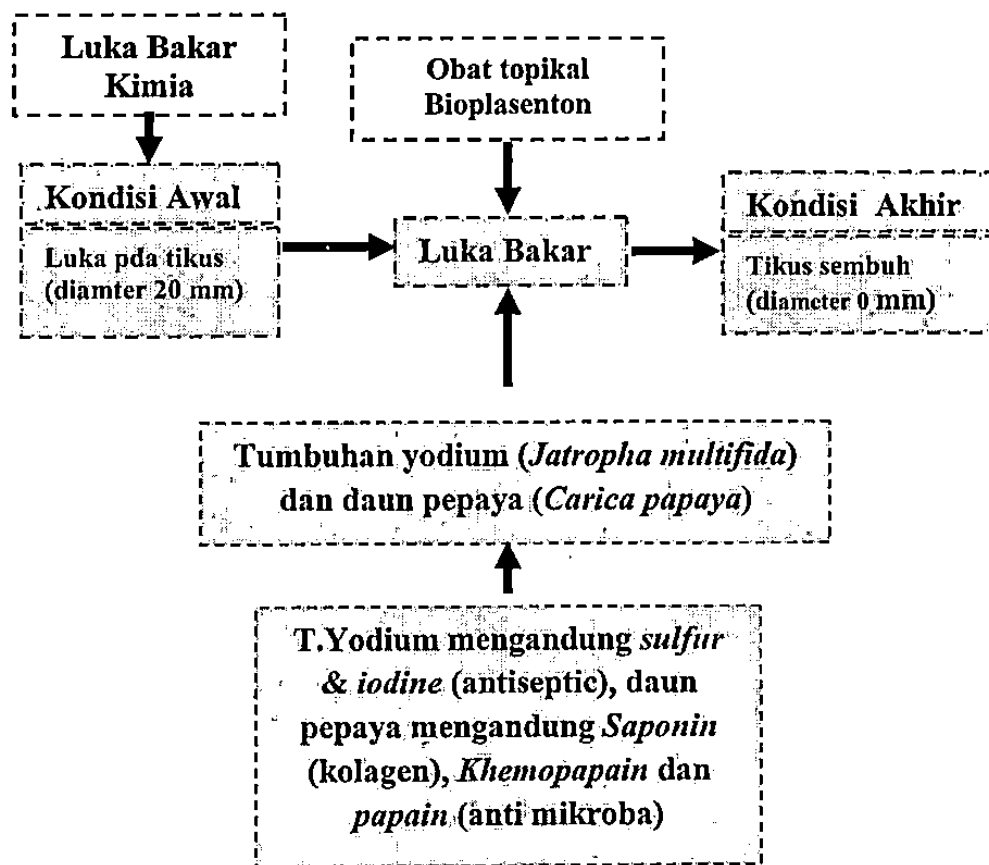 Luka Bakar
Kimia
Obat topikal
Bioplasenton
Kondisi Awal
Luka pda tikus
(diamter 20 mm)
Luka Bakar
Kondisi Akhir
Tikus sembuh
(diameter 0 mm)
Tumbuhan yodium (Jatropha multifida)
dan daun pepaya (Carica papaya)
T.Yodium mengandung sulfur
& iodine (antiseptic), daun
pepaya mengandung Saponin
(kolagen), Khemopapain dan
papain (anti mikroba)